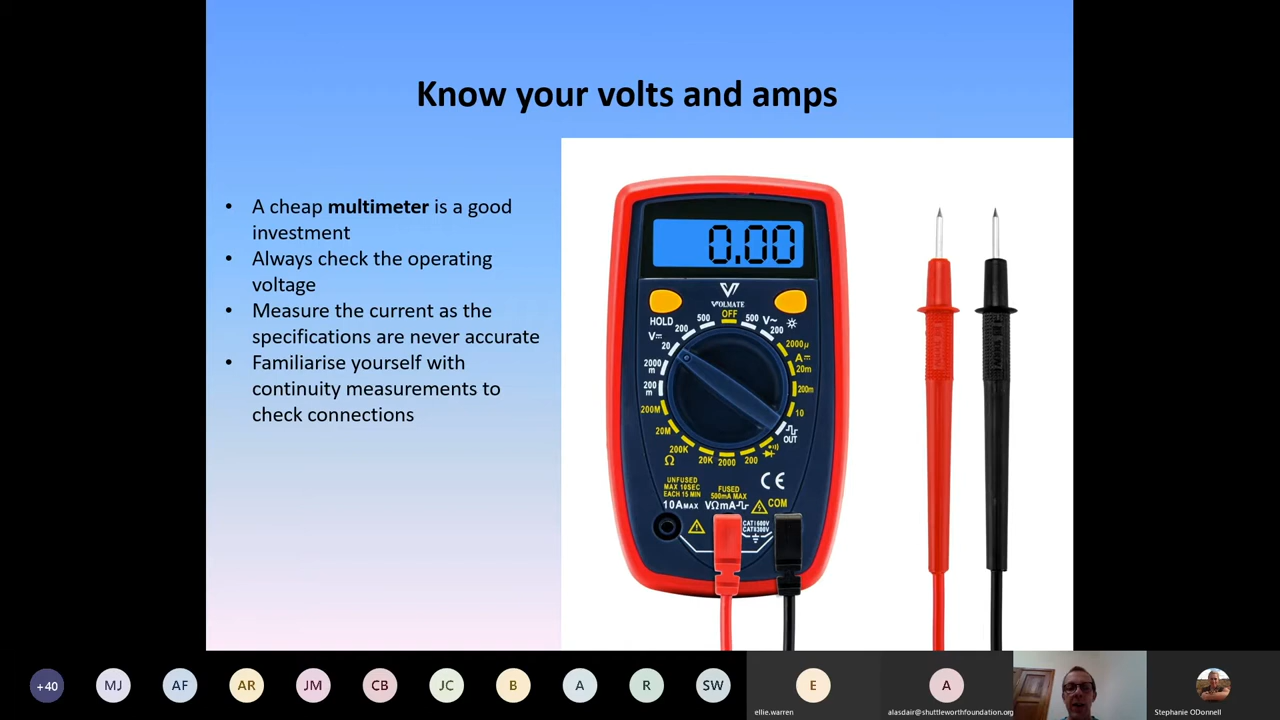 Know your volts and amps
• A cheap multimeter is a good
investment
• Always check the operating
voltage
• Measure the current as the
specifications are never accurate
• Familiarise yourself with
continuity measurements to
check connections
0.00
VOLMATE
HOLD
OFF
500
500
V~
200
200
V⎓
20
2000μ
2000
m
A⎓
20m
200
m
200m
200M
10
20M
OUT
200K
Ω
20K
2000
200
CE
UNFUSED
MAX 10SEC
EACH 15 MIN
FUSED
500mA MAX
10AMAX
VΩmA
COM
CAT I 600V
CAT II 300V
+40
MJ
AF
AR
JM
CB
JC
B
A
R
SW
E
A
ellie.warren
alasdair@shuttleworthfoundation.org
Stephanie ODonnell